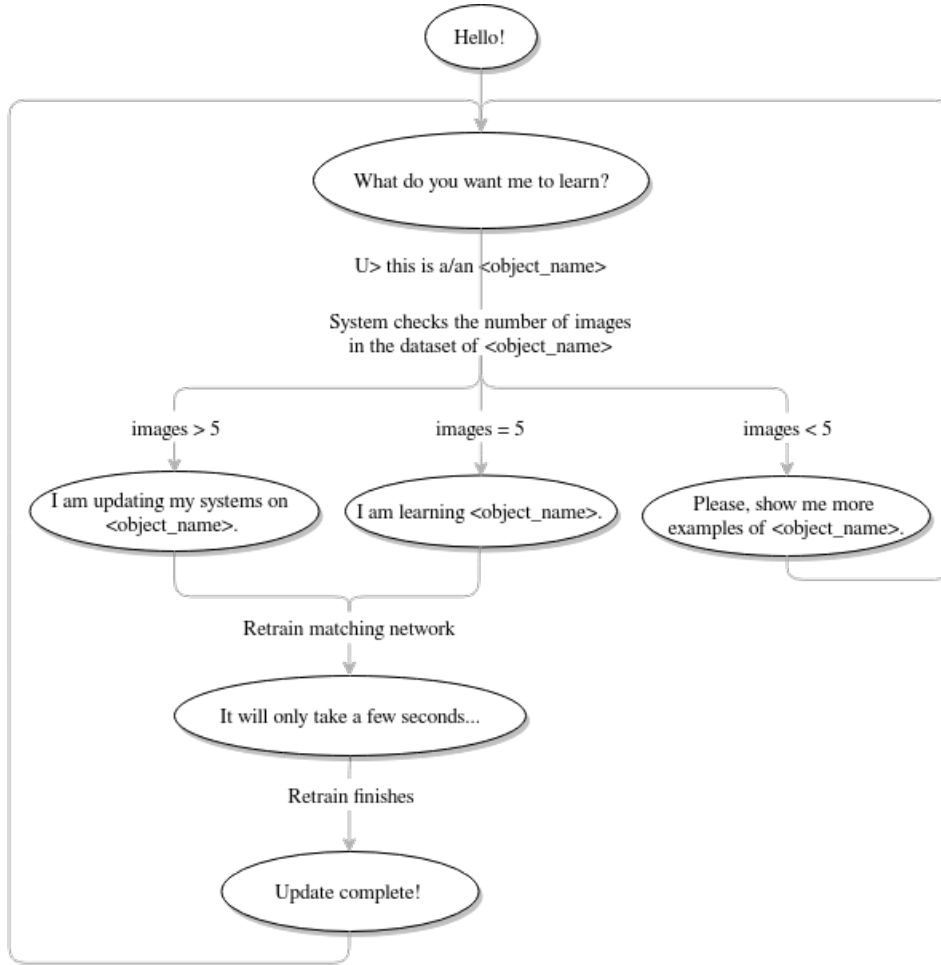 Hello!
What do you want me to learn?
U> this is a/an <object_name>
System checks the number of images
in the dataset of <object_name>
images > 5
images = 5
images < 5
I am updating my systems on
<object_name>.
I am learning <object_name>.
Please, show me more
examples of <object_name>.
Retrain matching network
It will only take a few seconds...
Retrain finishes
Update complete!